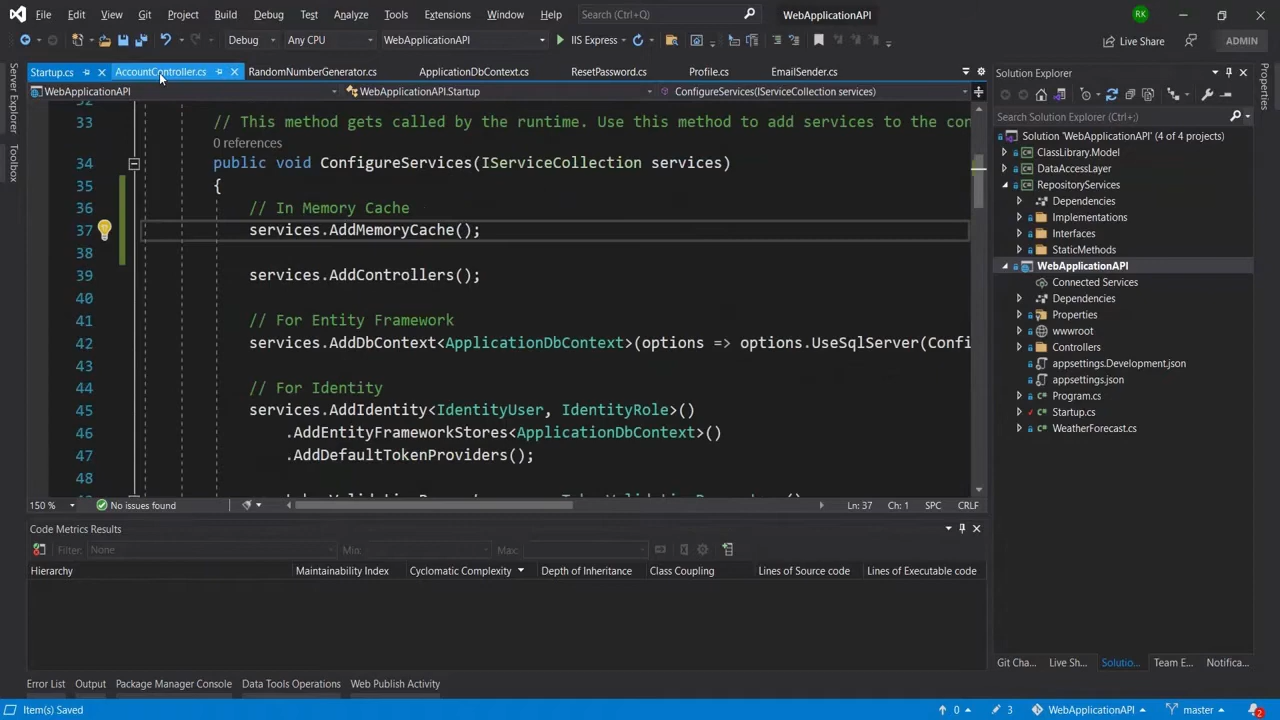 File Edit View Git Project Build Debug Test Analyze Tools Extensions Window Help Search (Ctrl+Q) WebApplicationAPI RK
Debug Any CPU WebApplicationAPI IIS Express Live Share ADMIN
Startup.cs AccountController.cs RandomNumberGenerator.cs ApplicationDbContext.cs ResetPassword.cs Profile.cs EmailSender.cs
WebApplicationAPI WebApplicationAPI.Startup ConfigureServices(IServiceCollection services)
Server Explorer
Toolbox
33 // This method gets called by the runtime. Use this method to add services to the con
0 references
34 public void ConfigureServices(IServiceCollection services)
35 {
36 // In Memory Cache
37 services.AddMemoryCache();
38
39 services.AddControllers();
40
41 // For Entity Framework
42 services.AddDbContext<ApplicationDbContext>(options => options.UseSqlServer(Confi
43
44 // For Identity
45 services.AddIdentity<IdentityUser, IdentityRole>()
46 .AddEntityFrameworkStores<ApplicationDbContext>()
47 .AddDefaultTokenProviders();
48
150 % No issues found Ln: 37 Ch: 1 SPC CRLF
Code Metrics Results
Filter: None Min: Max:
Hierarchy Maintainability Index Cyclomatic Complexity Depth of Inheritance Class Coupling Lines of Source code Lines of Executable code
Error List Output Package Manager Console Data Tools Operations Web Publish Activity
Solution Explorer
Search Solution Explorer (Ctrl+;)
Solution 'WebApplicationAPI' (4 of 4 projects)
ClassLibrary.Model
DataAccessLayer
RepositoryServices
Dependencies
Implementations
Interfaces
StaticMethods
WebApplicationAPI
Connected Services
Dependencies
Properties
wwwroot
Controllers
appsettings.Development.json
appsettings.json
Program.cs
Startup.cs
WeatherForecast.cs
Git Cha... Live Sh... Solutio... Team E... Notifica...
Properties
Item(s) Saved 0 3 WebApplicationAPI master 2